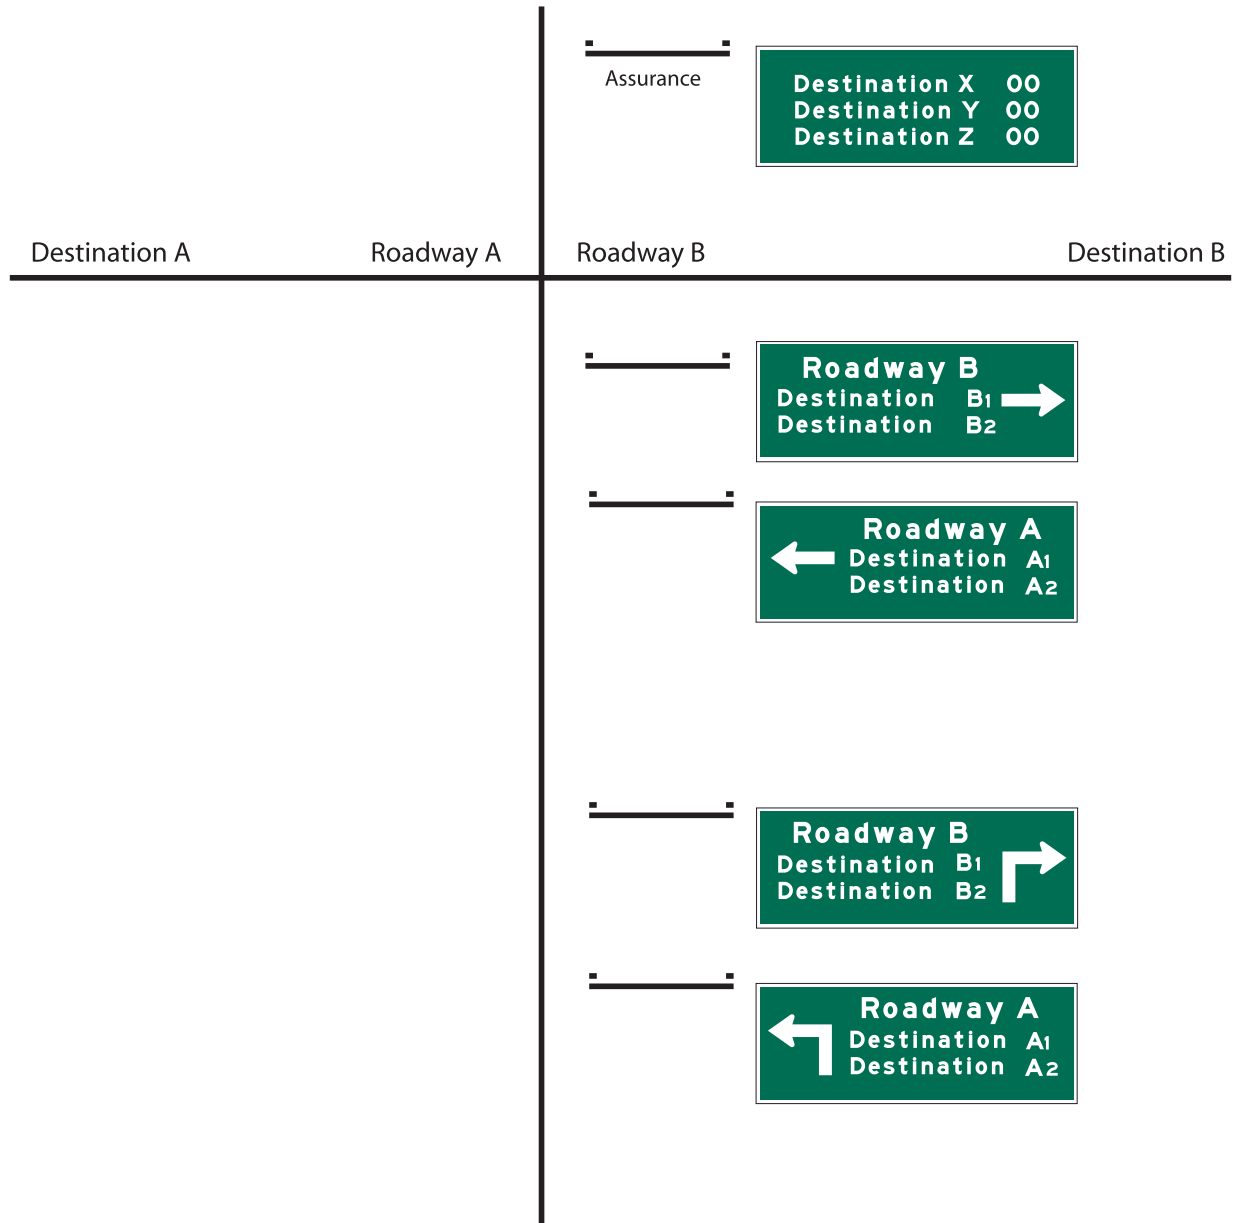 Assurance
Destination X 00
Destination Y 00
Destination Z 00
Destination A Roadway A Roadway B Destination B
Roadway B
Destination B1
Destination B2
Roadway A
Destination A1
Destination A2
Roadway B
Destination B1
Destination B2
Roadway A
Destination A1
Destination A2